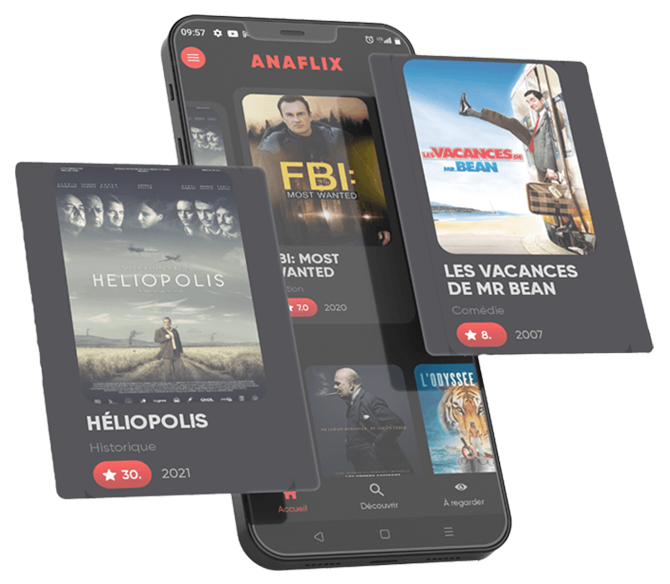 09:57
ANAFLIX
LES VACANCES DE
MR BEAN
LES VACANCES
DE MR BEAN
Comédie
8.
2007
FBI:
MOST WANTED
BI: MOST
WANTED
tion
7.0
2020
HELIOPOLIS
HÉLIOPOLIS
Historique
30.
2021
L'ODYSSÉE
Accueil
Découvrir
À regarder